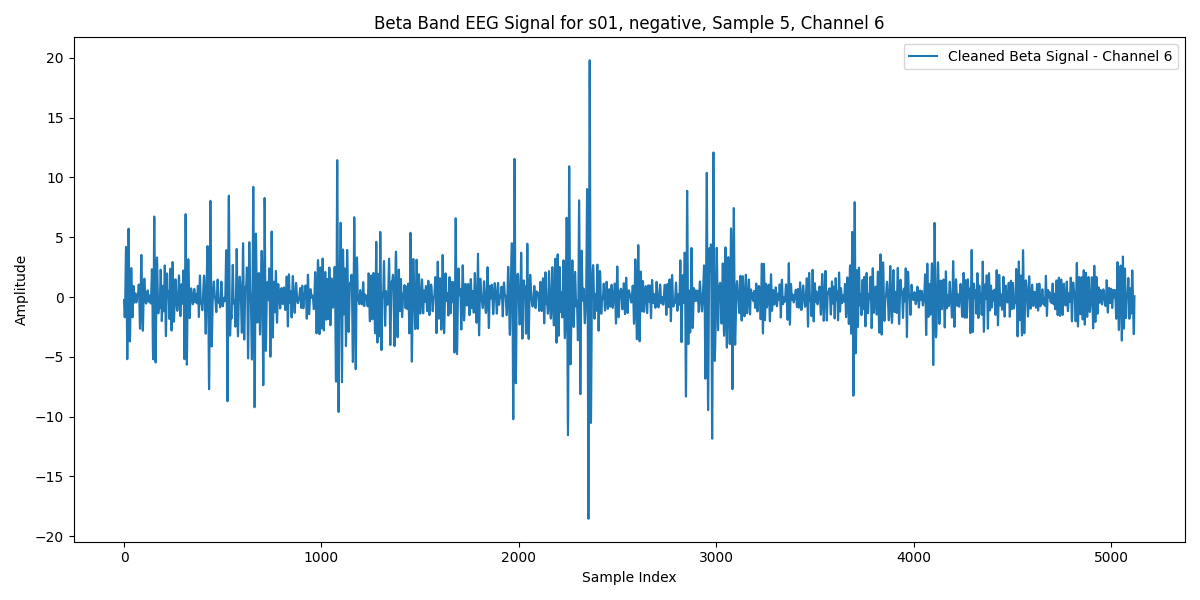 Beta Band EEG Signal for s01, negative, Sample 5, Channel 6
Cleaned Beta Signal - Channel 6
20
15
10
5
0
−5
−10
−15
−20
Amplitude
0 1000 2000 3000 4000 5000
Sample Index